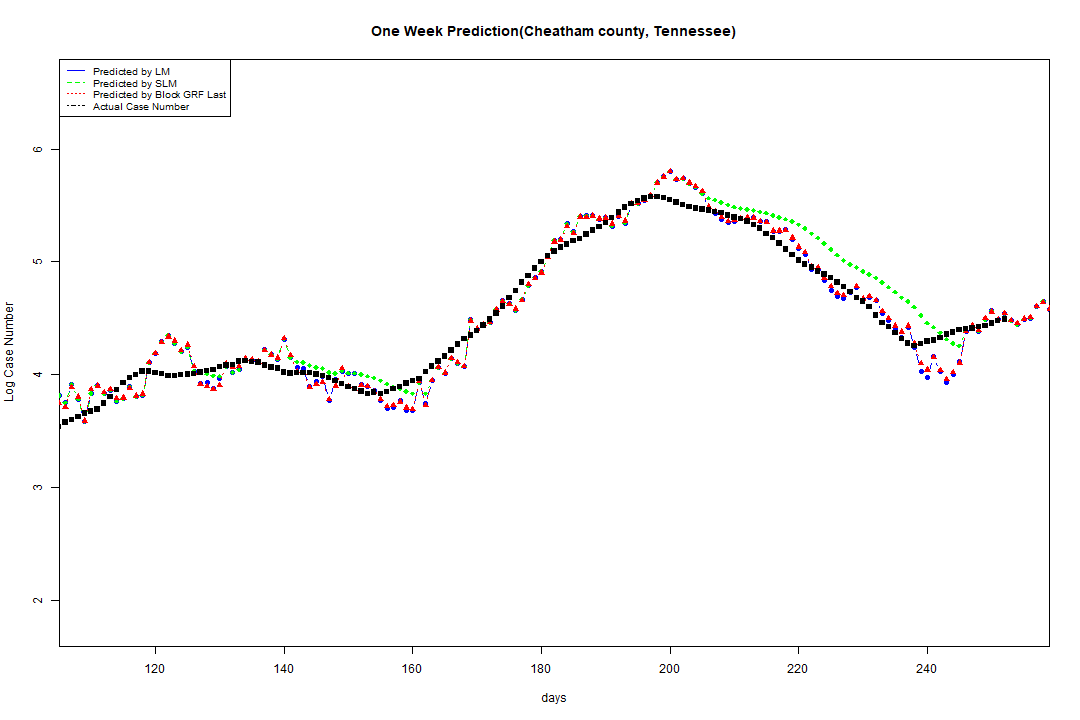 One Week Prediction(Cheatham county, Tennessee)
Predicted by LM
Predicted by SLM
Predicted by Block GRF Last
Actual Case Number
6
5
4
3
2
Log Case Number
120 140 160 180 200 220 240
days